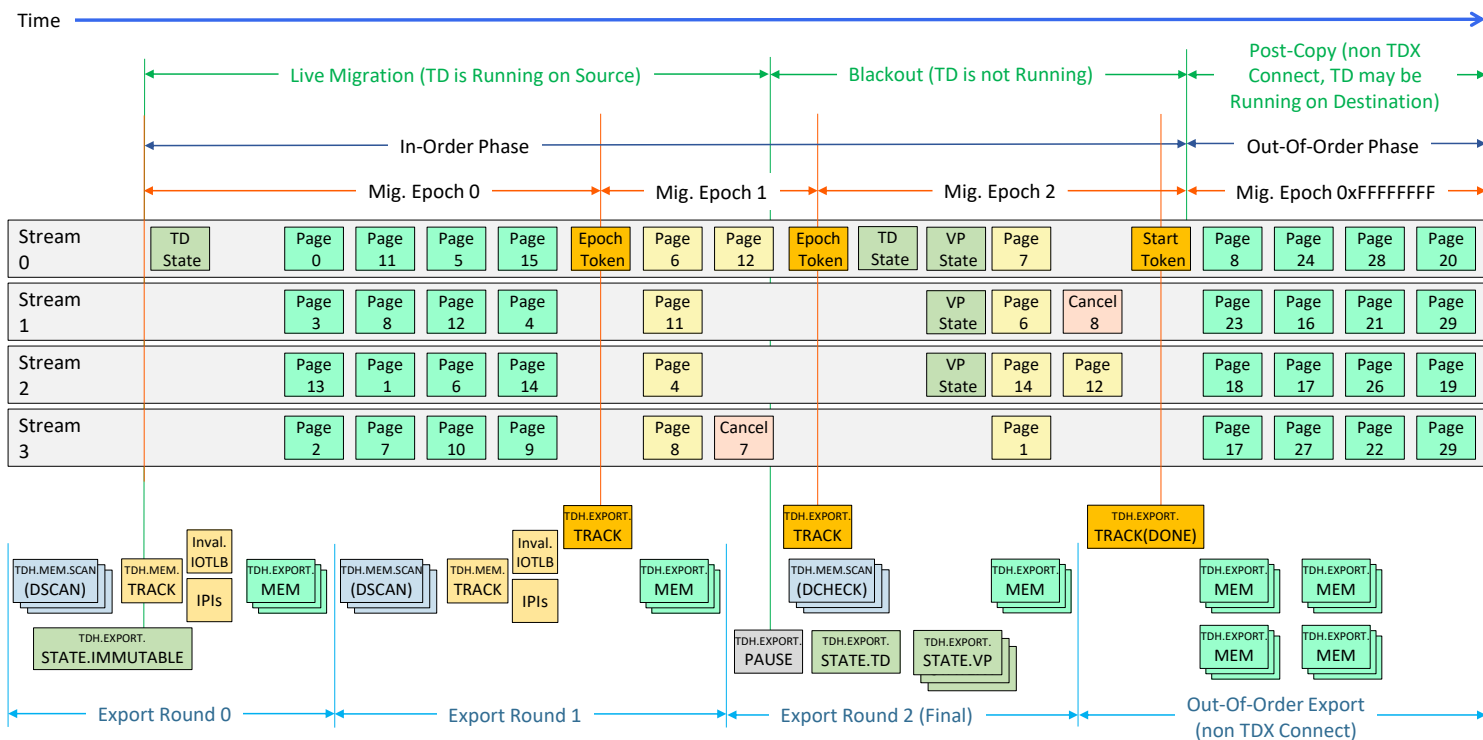 Time
Live Migration (TD is Running on Source)
Blackout (TD is not Running)
Post-Copy (non TDX
Connect, TD may be
Running on Destination)
In-Order Phase
Out-Of-Order Phase
Mig. Epoch 0
Mig. Epoch 1
Mig. Epoch 2
Mig. Epoch 0xFFFFFFFF
Stream
0
TD
State
Page
0
Page
11
Page
5
Page
15
Epoch
Token
Page
6
Page
12
Epoch
Token
TD
State
VP
State
Page
7
Start
Token
Page
8
Page
24
Page
28
Page
20
Stream
1
Page
3
Page
8
Page
12
Page
4
Page
11
VP
State
Page
6
Cancel
8
Page
23
Page
16
Page
21
Page
29
Stream
2
Page
13
Page
1
Page
6
Page
14
Page
4
VP
State
Page
14
Page
12
Page
18
Page
17
Page
26
Page
19
Stream
3
Page
2
Page
7
Page
10
Page
9
Page
8
Cancel
7
Page
1
Page
17
Page
27
Page
22
Page
29
TDH.EXPORT.
TRACK
TDH.EXPORT.
TRACK
TDH.EXPORT.
TRACK(DONE)
TDH.MEM.SCAN
(DSCAN)
TDH.MEM.
TRACK
Inval.
IOTLB
IPIs
TDH.EXPORT.
MEM
TDH.MEM.SCAN
(DSCAN)
TDH.MEM.
TRACK
Inval.
IOTLB
IPIs
TDH.EXPORT.
MEM
TDH.MEM.SCAN
(DCHECK)
TDH.EXPORT.
MEM
TDH.EXPORT.
MEM
TDH.EXPORT.
MEM
TDH.EXPORT.
STATE.IMMUTABLE
TDH.EXPORT.
PAUSE
TDH.EXPORT.
STATE.TD
TDH.EXPORT.
STATE.VP
TDH.EXPORT.
MEM
TDH.EXPORT.
MEM
Export Round 0
Export Round 1
Export Round 2 (Final)
Out-Of-Order Export
(non TDX Connect)